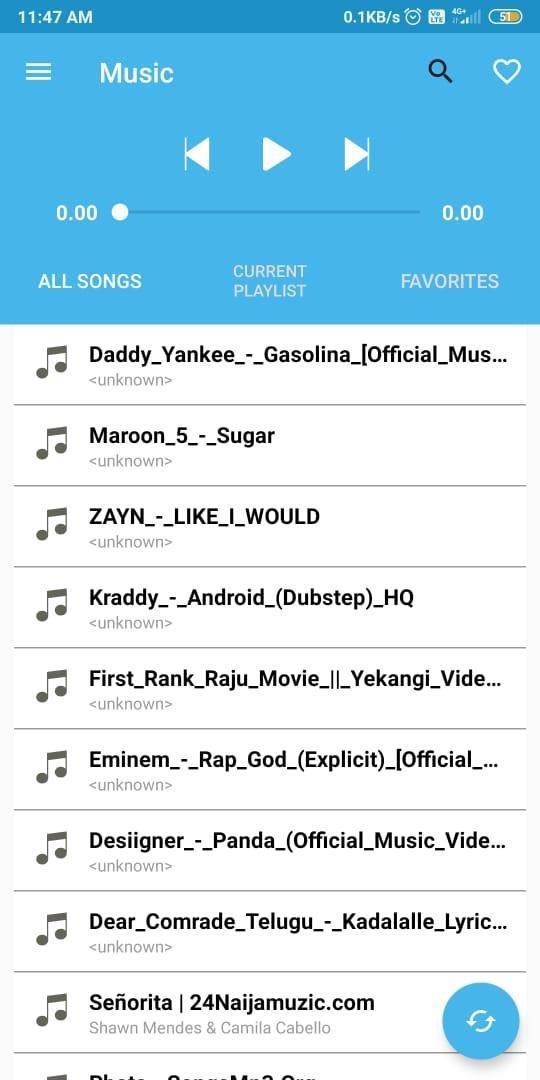 11:47 AM 0.1KB/s Vo LTE 4G+ 51
Music
0.00 0.00
ALL SONGS
CURRENT
PLAYLIST
FAVORITES
Daddy_Yankee_-_Gasolina_[Official_Mus...
<unknown>
Maroon_5_-_Sugar
<unknown>
ZAYN_-_LIKE_I_WOULD
<unknown>
Kraddy_-_Android_(Dubstep)_HQ
<unknown>
First_Rank_Raju_Movie_||_Yekangi_Vide...
<unknown>
Eminem_-_Rap_God_(Explicit)_[Official_...
<unknown>
Desiigner_-_Panda_(Official_Music_Vide...
<unknown>
Dear_Comrade_Telugu_-_Kadalalle_Lyric...
<unknown>
Señorita | 24Naijamuzic.com
Shawn Mendes & Camila Cabello